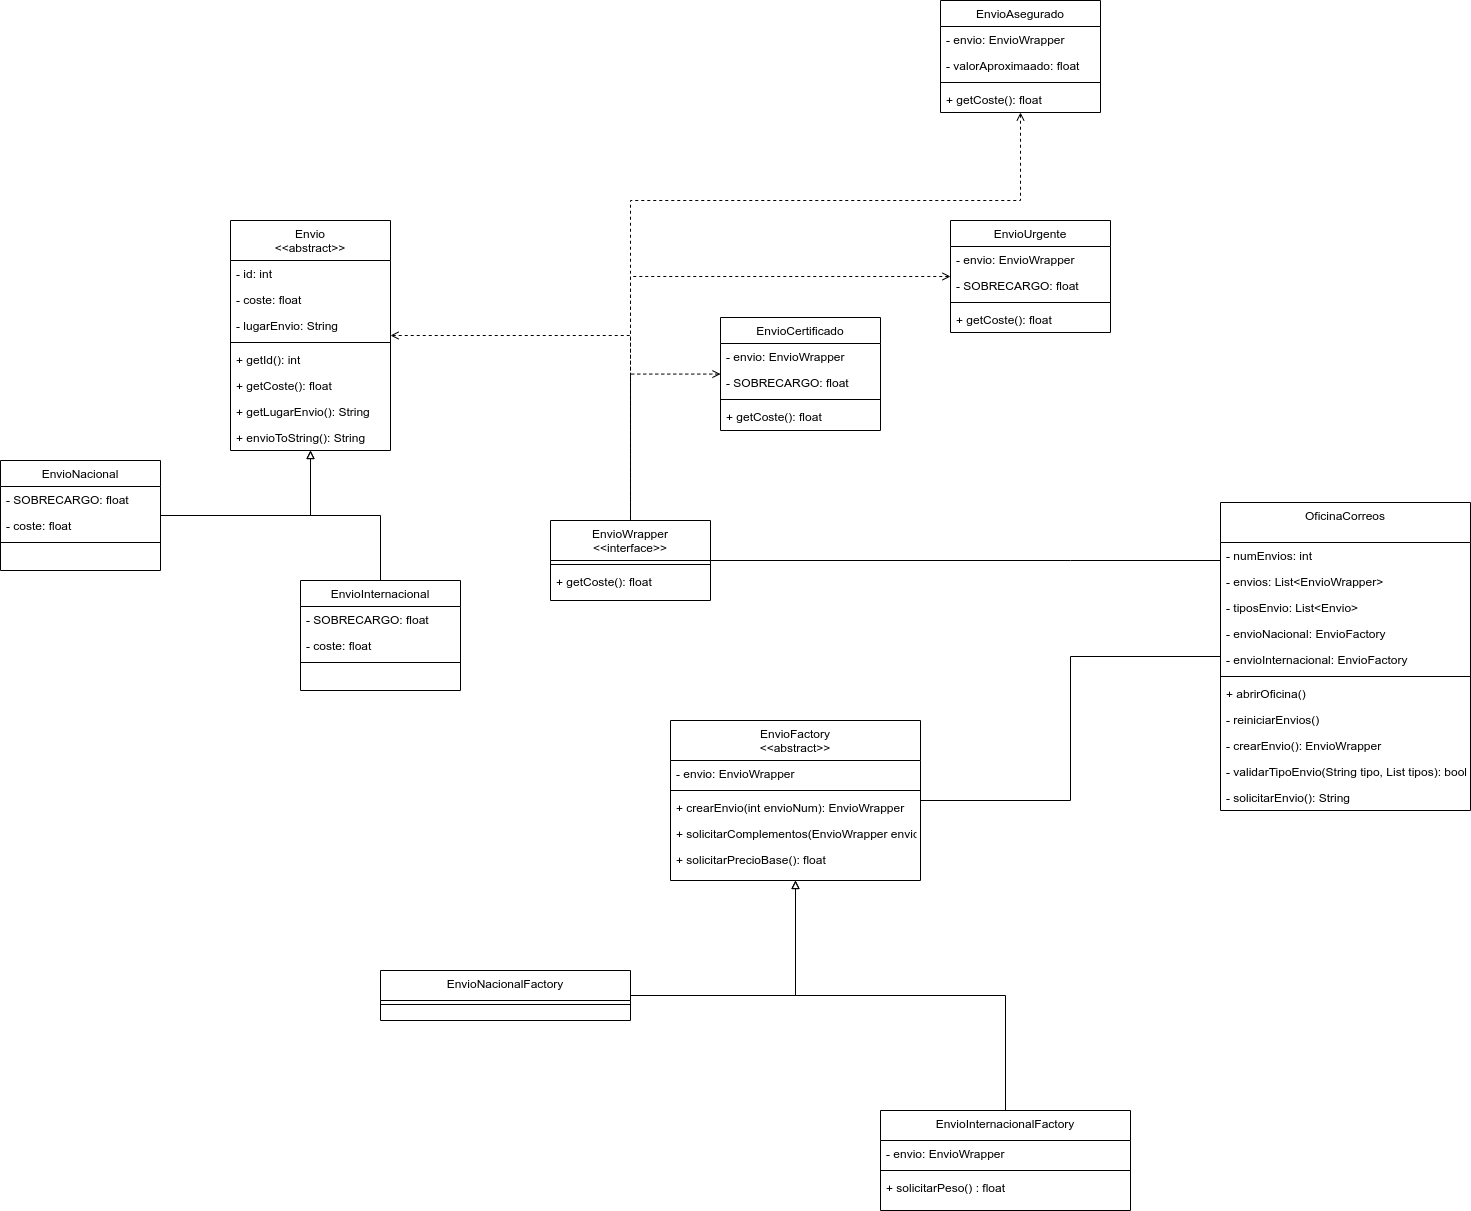 EnvioAsegurado
- envio: EnvioWrapper
- valorAproximaado: float
+ getCoste(): float
Envio
<<abstract>>
- id: int
- coste: float
- lugarEnvio: String
+ getId(): int
+ getCoste(): float
+ getLugarEnvio(): String
+ envioToString(): String
EnvioUrgente
- envio: EnvioWrapper
- SOBRECARGO: float
+ getCoste(): float
EnvioCertificado
- envio: EnvioWrapper
- SOBRECARGO: float
+ getCoste(): float
EnvioNacional
- SOBRECARGO: float
- coste: float
EnvioInternacional
- SOBRECARGO: float
- coste: float
EnvioWrapper
<<interface>>
+ getCoste(): float
OficinaCorreos
- numEnvios: int
- envios: List<EnvioWrapper>
- tiposEnvio: List<Envio>
- envioNacional: EnvioFactory
- envioInternacional: EnvioFactory
+ abrirOficina()
- reiniciarEnvios()
- crearEnvio(): EnvioWrapper
- validarTipoEnvio(String tipo, List tipos): bool
- solicitarEnvio(): String
EnvioFactory
<<abstract>>
- envio: EnvioWrapper
+ crearEnvio(int envioNum): EnvioWrapper
+ solicitarComplementos(EnvioWrapper envic
+ solicitarPrecioBase(): float
EnvioNacionalFactory
EnvioInternacionalFactory
- envio: EnvioWrapper
+ solicitarPeso() : float